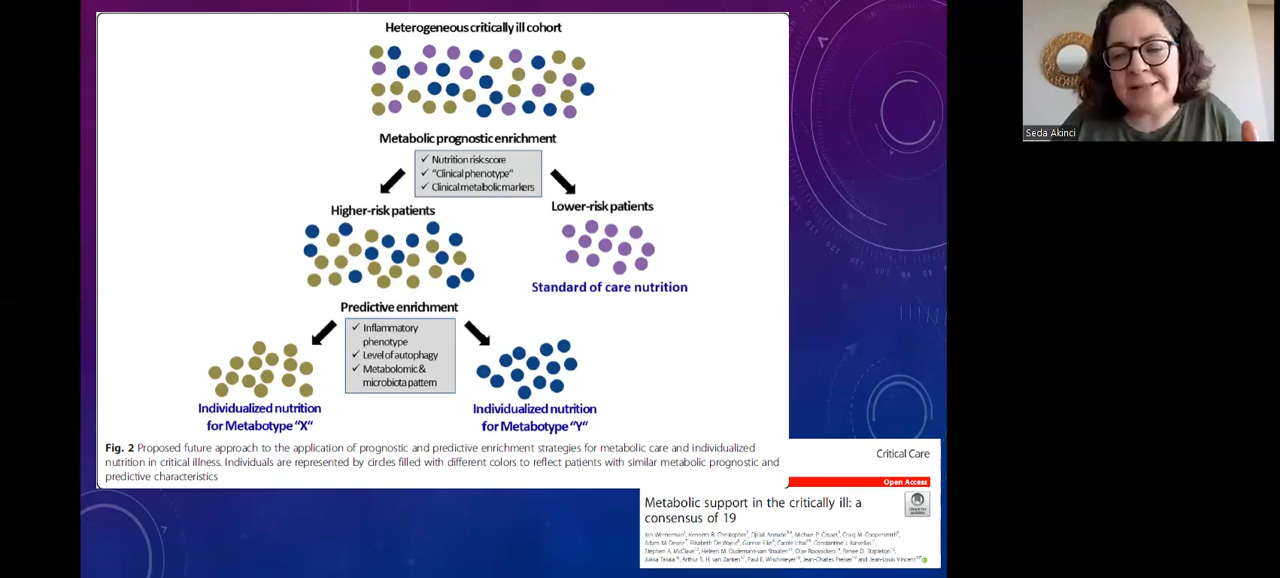 Heterogeneous critically ill cohort
Metabolic prognostic enrichment
✓ Nutrition risk score
✓ "Clinical phenotype"
✓ Clinical metabolic markers
Higher-risk patients
Lower-risk patients
Standard of care nutrition
Predictive enrichment
✓ Inflammatory
phenotype
✓ Level of autophagy
✓ Metabolomic &
microbiota pattern
Individualized nutrition
for Metabotype "X"
Individualized nutrition
for Metabotype "Y"
Fig. 2 Proposed future approach to the application of prognostic and predictive enrichment strategies for metabolic care and individualized
nutrition in critical illness. Individuals are represented by circles filled with different colors to reflect patients with similar metabolic prognostic and
predictive characteristics
Critical Care
Open Access
Metabolic support in the critically ill: a
consensus of 19
Seda Akinci